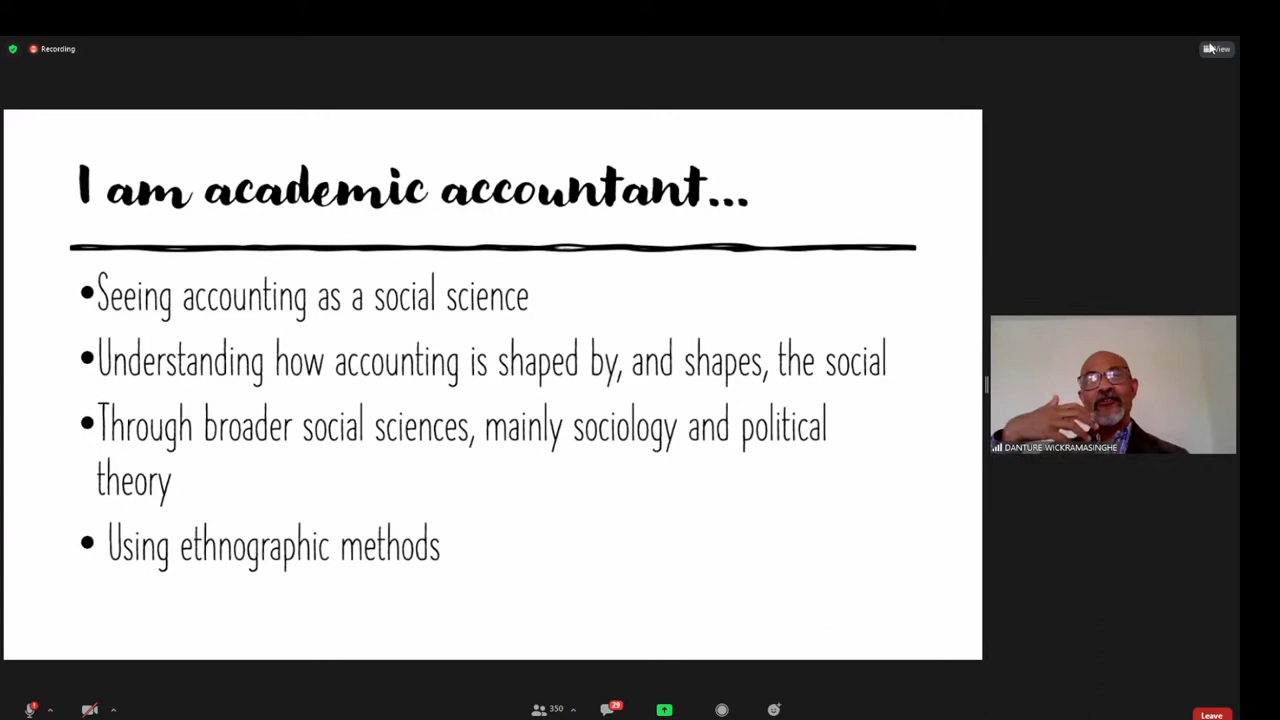 Recording
View
I am academic accountant...
•Seeing accounting as a social science
•Understanding how accounting is shaped by, and shapes, the social
•Through broader social sciences, mainly sociology and political
theory
• Using ethnographic methods
DANTURE WICKRAMASINGHE
350
29
Leave